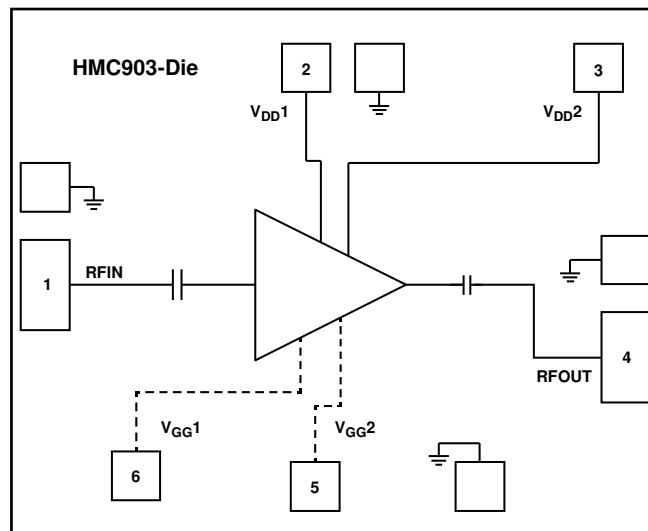 HMC903-Die
2
3
VDD1
VDD2
1
RFIN
4
RFOUT
VGG1
VGG2
6
5